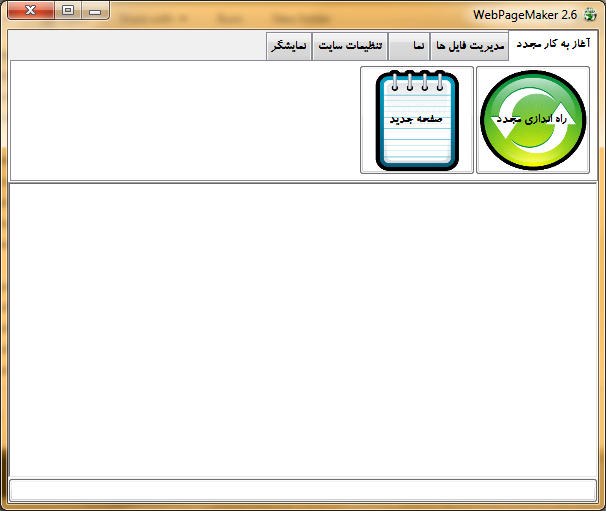 WebPageMaker 2.6
آغاز به کار مجدد
مدیریت فایل ها
نما
تنظیمات سایت
نمایشگر
راه اندازی مجدد
صفحه جدید